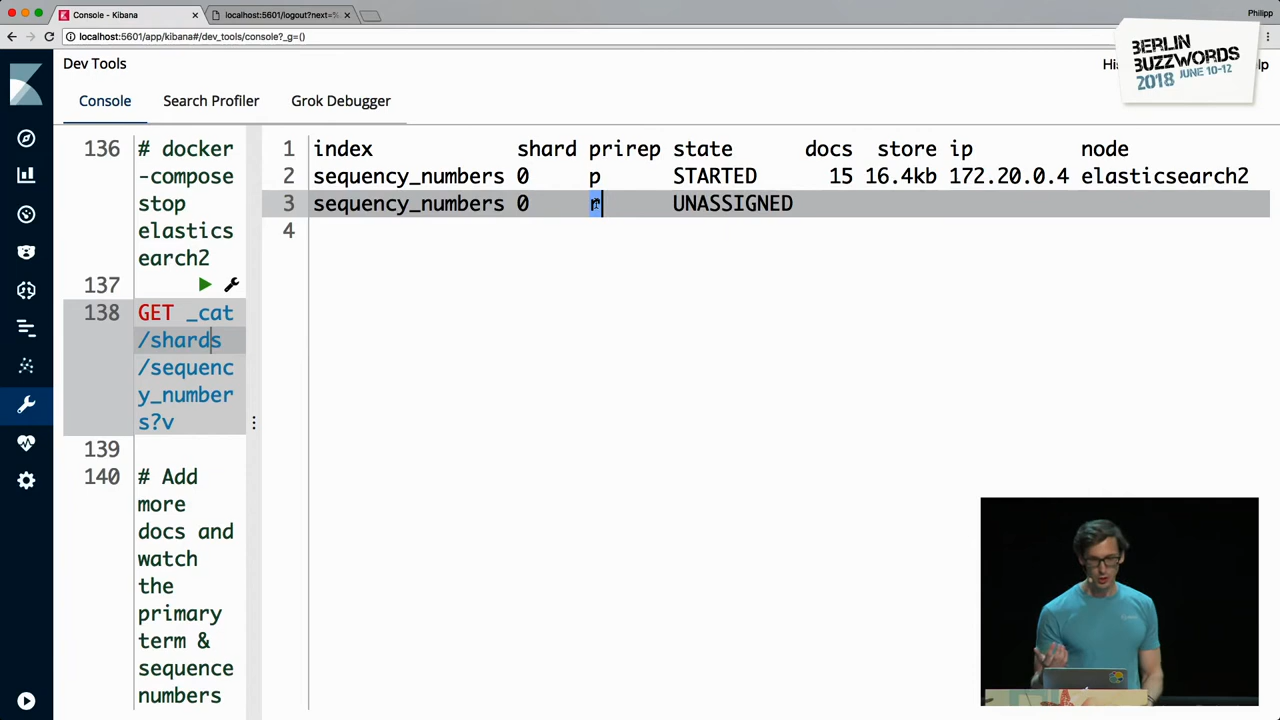 Console - Kibana
localhost:5601/logout?next=%
Philipp
localhost:5601/app/kibana#/dev_tools/console?_g=()
Dev Tools
BERLIN
BUZZWORDS
2018 JUNE 10-12
Console
Search Profiler
Grok Debugger
136 # docker
-compose
stop
elastics
earch2
137
138 GET _cat
/shards
/sequenc
y_number
s?v
139
140 # Add
more
docs and
watch
the
primary
term &
sequence
numbers
1 index shard prirep state docs store ip node
2 sequency_numbers 0 p STARTED 15 16.4kb 172.20.0.4 elasticsearch2
3 sequency_numbers 0 r UNASSIGNED
4